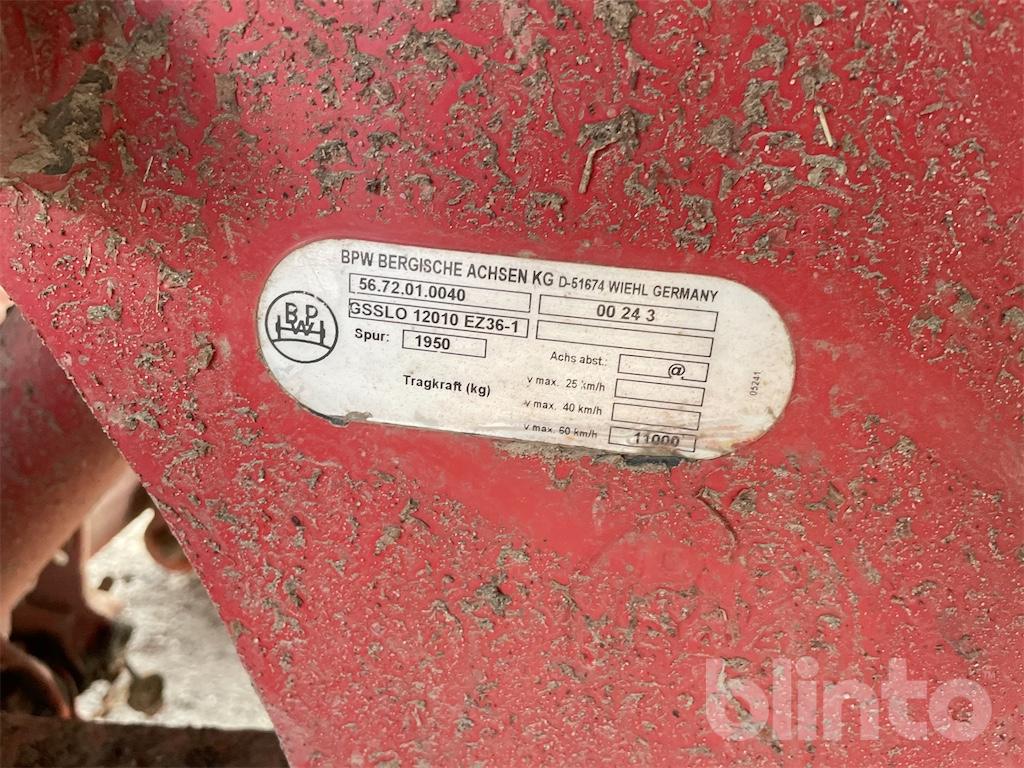 BPW BERGISCHE ACHSEN KG D-51674 WIEHL GERMANY
56.72.01.0040 00 24 3
GSSLO 12010 EZ36-1
BPW
Spur: 1950
Achs abst.: @
Tragkraft (kg)
v max. 25 km/h
v max. 40 km/h
v max. 60 km/h 11000
05241
blinto